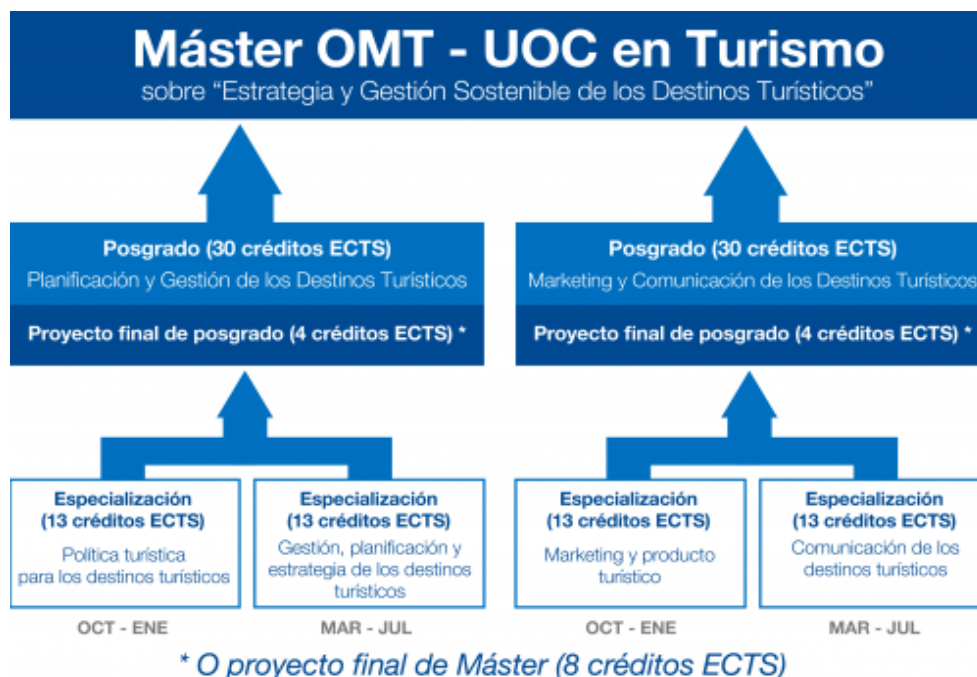 Máster OMT - UOC en Turismo
sobre “Estrategia y Gestión Sostenible de los Destinos Turísticos”
Posgrado (30 créditos ECTS)
Planificación y Gestión de los Destinos Turísticos
Proyecto final de posgrado (4 créditos ECTS) *
Posgrado (30 créditos ECTS)
Marketing y Comunicación de los Destinos Turísticos
Proyecto final de posgrado (4 créditos ECTS) *
Especialización
(13 créditos ECTS)
Política turística
para los destinos turísticos
OCT - ENE
Especialización
(13 créditos ECTS)
Gestión, planificación y
estrategia de los destinos
turísticos
MAR - JUL
Especialización
(13 créditos ECTS)
Marketing y producto
turístico
OCT - ENE
Especialización
(13 créditos ECTS)
Comunicación de los
destinos turísticos
MAR - JUL
* O proyecto final de Máster (8 créditos ECTS)